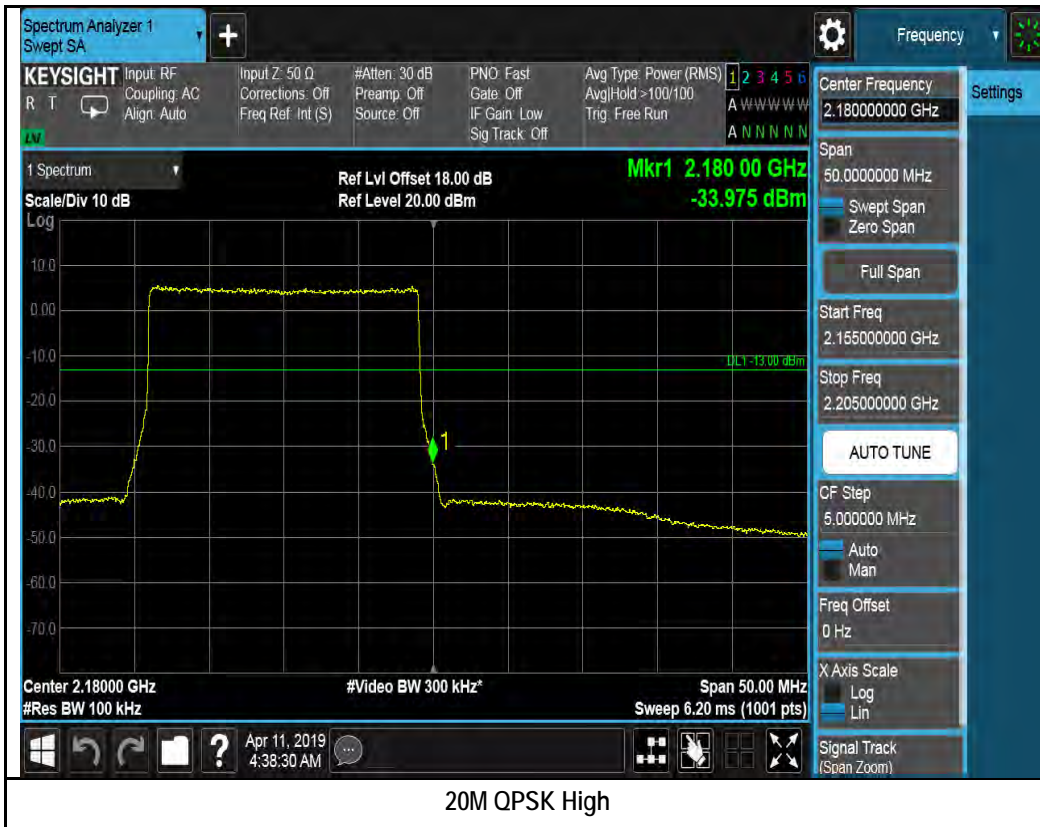 Spectrum Analyzer 1
Swept SA
+
Frequency
KEYSIGHT
R T
LV
Input: RF
Coupling: AC
Align: Auto
Input Z: 50 Ω
Corrections: Off
Freq Ref: Int (S)
#Atten: 30 dB
Preamp: Off
Source: Off
PNO: Fast
Gate: Off
IF Gain: Low
Sig Track: Off
Avg Type: Power (RMS)
Avg|Hold >100/100
Trig: Free Run
1 2 3 4 5 6
A W W W W W
A N N N N N
1 Spectrum
Scale/Div 10 dB
Log
Ref Lvl Offset 18.00 dB
Ref Level 20.00 dBm
Mkr1 2.180 00 GHz
-33.975 dBm
10.0
0.00
-10.0
-20.0
-30.0
-40.0
-50.0
-60.0
-70.0
DL1 -13.00 dBm
1
Center 2.18000 GHz
#Res BW 100 kHz
#Video BW 300 kHz*
Span 50.00 MHz
Sweep 6.20 ms (1001 pts)
Center Frequency
2.180000000 GHz
Settings
Span
50.0000000 MHz
Swept Span
Zero Span
Full Span
Start Freq
2.155000000 GHz
Stop Freq
2.205000000 GHz
AUTO TUNE
CF Step
5.000000 MHz
Auto
Man
Freq Offset
0 Hz
X Axis Scale
Log
Lin
Signal Track
(Span Zoom)
?
Apr 11, 2019
4:38:30 AM
20M QPSK High